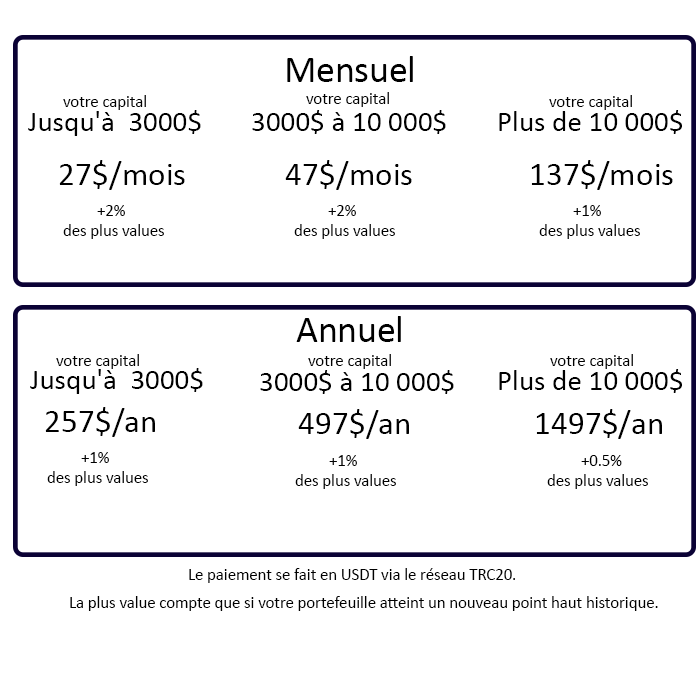 Mensuel
votre capital votre capital votre capital
Jusqu'à 3000$ 3000$ à 10 000$ Plus de 10 000$
27$/mois 47$/mois 137$/mois
+2% +2% +1%
des plus values des plus values des plus values
Annuel
votre capital votre capital votre capital
Jusqu'à 3000$ 3000$ à 10 000$ Plus de 10 000$
257$/an 497$/an 1497$/an
+1% +1% +0.5%
des plus values des plus values des plus values
Le paiement se fait en USDT via le réseau TRC20.
La plus value compte que si votre portefeuille atteint un nouveau point haut historique.